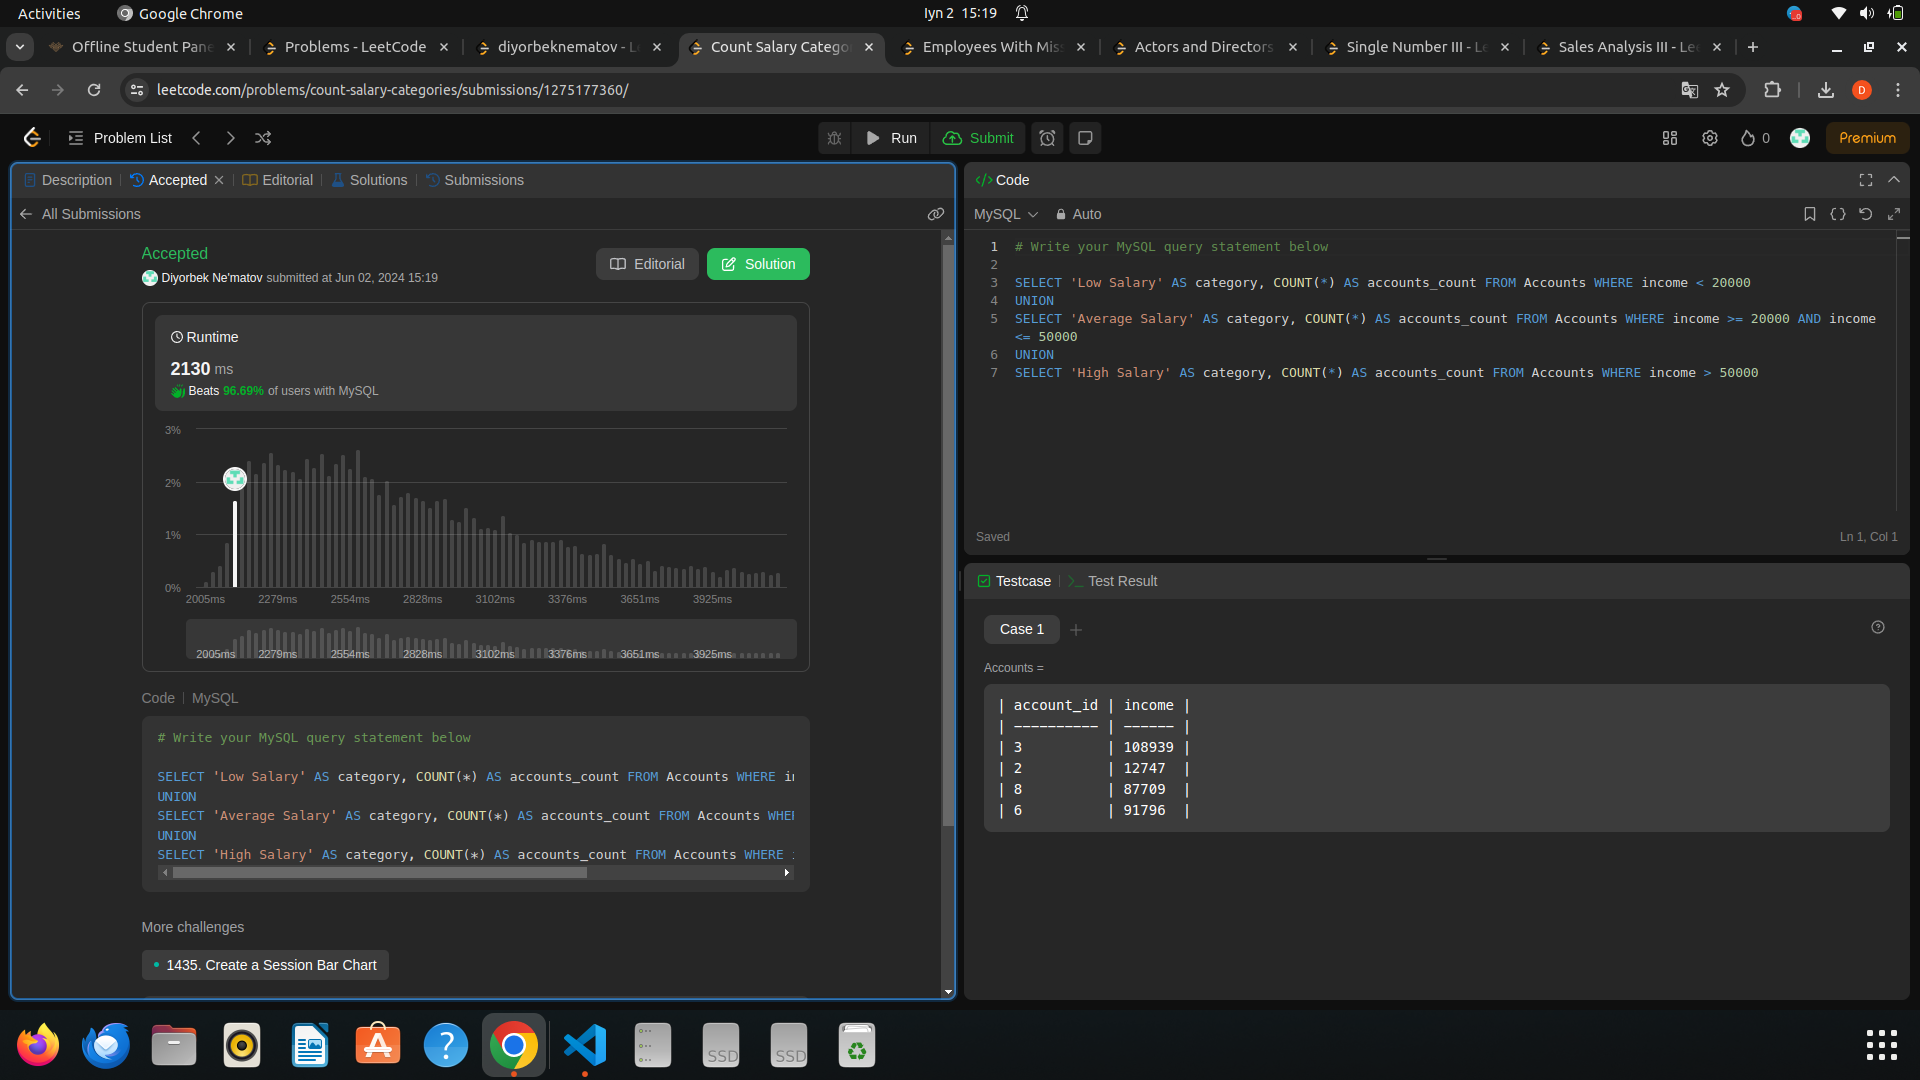 Activities
Google Chrome
Iyn 2 15:19
Offline Student Pane
Problems - LeetCode
diyorbeknematov - L
Count Salary Catego
Employees With Mis
Actors and Directors
Single Number III - Le
Sales Analysis III - Lee
leetcode.com/problems/count-salary-categories/submissions/1275177360/
D
Problem List
Run
Submit
0
Premium
Description
Accepted
Editorial
Solutions
Submissions
All Submissions
Accepted
Diyorbek Ne'matov submitted at Jun 02, 2024 15:19
Editorial
Solution
Runtime
2130 ms
Beats 96.69% of users with MySQL
3%
2%
1%
0%
2005ms 2279ms 2554ms 2828ms 3102ms 3376ms 3651ms 3925ms
2005ms 2279ms 2554ms 2828ms 3102ms 3376ms 3651ms 3925ms
Code | MySQL
# Write your MySQL query statement below
SELECT 'Low Salary' AS category, COUNT(*) AS accounts_count FROM Accounts WHERE in
UNION
SELECT 'Average Salary' AS category, COUNT(*) AS accounts_count FROM Accounts WHER
UNION
SELECT 'High Salary' AS category, COUNT(*) AS accounts_count FROM Accounts WHERE i
More challenges
1435. Create a Session Bar Chart
</> Code
MySQL
Auto
1 # Write your MySQL query statement below
2
3 SELECT 'Low Salary' AS category, COUNT(*) AS accounts_count FROM Accounts WHERE income < 20000
4 UNION
5 SELECT 'Average Salary' AS category, COUNT(*) AS accounts_count FROM Accounts WHERE income >= 20000 AND income
<= 50000
6 UNION
7 SELECT 'High Salary' AS category, COUNT(*) AS accounts_count FROM Accounts WHERE income > 50000
Saved
Ln 1, Col 1
Testcase
Test Result
Case 1
Accounts =
| account_id | income |
| ---------- | ------ |
| 3 | 108939 |
| 2 | 12747 |
| 8 | 87709 |
| 6 | 91796 |
SSD
SSD